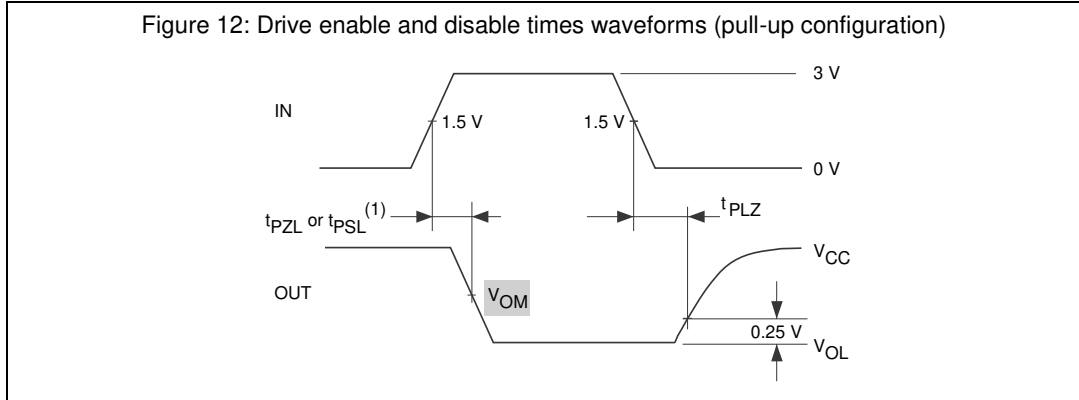 Figure 12: Drive enable and disable times waveforms (pull-up configuration)
3 V
IN
1.5 V
1.5 V
0 V
tPZL or tPSL(1)
tPLZ
VCC
OUT
VOM
0.25 V
VOL